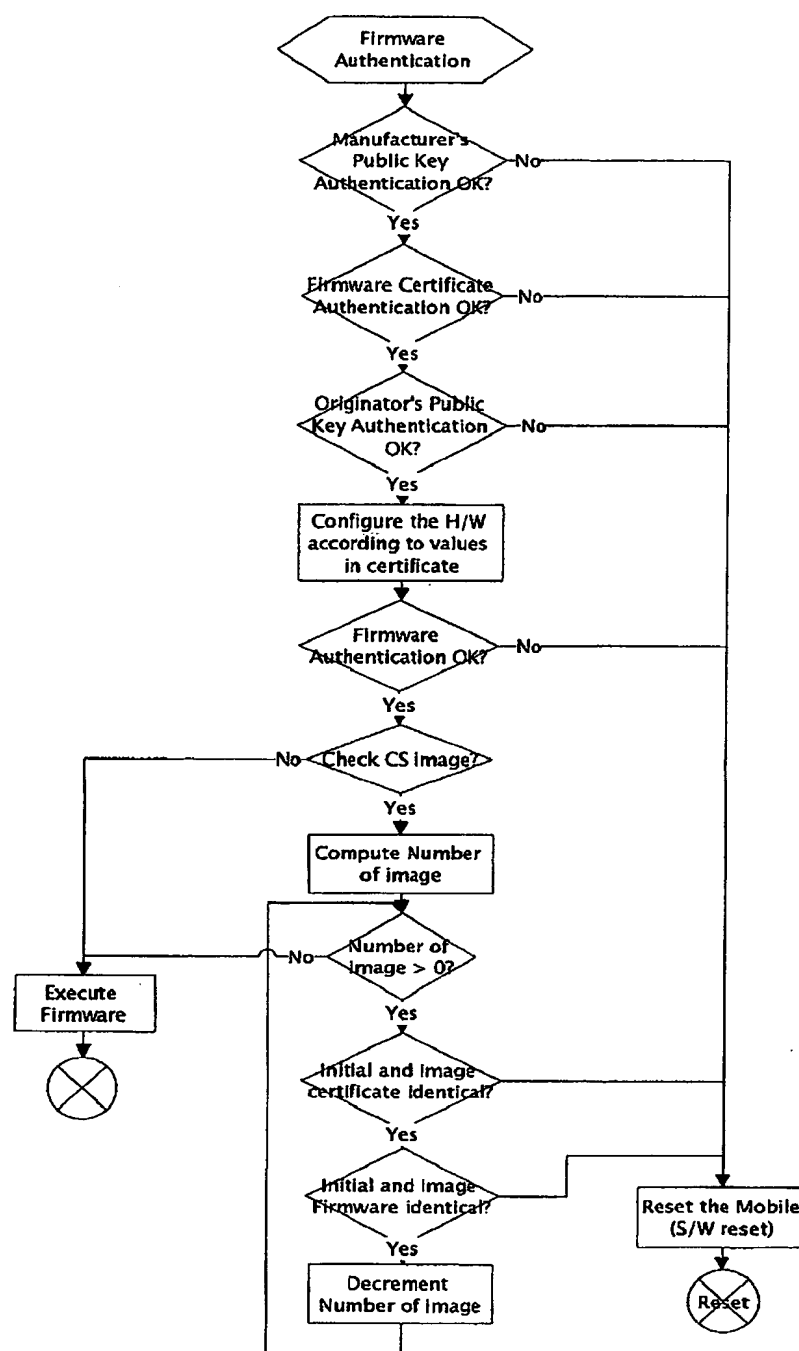 Firmware
Authentication
Manufacturer's
Public Key
Authentication OK?
No
Yes
Firmware Certificate
Authentication OK?
No
Yes
Originator's Public
Key Authentication
OK?
No
Yes
Configure the H/W
according to values
in certificate
Firmware
Authentication OK?
No
Yes
No
Check CS image?
Yes
Compute Number
of image
No
Number of
image > 0?
Execute
Firmware
Yes
Initial and image
certificate identical?
Yes
Initial and image
Firmware identical?
Reset the Mobile
(S/W reset)
Yes
Decrement
Number of image
Reset